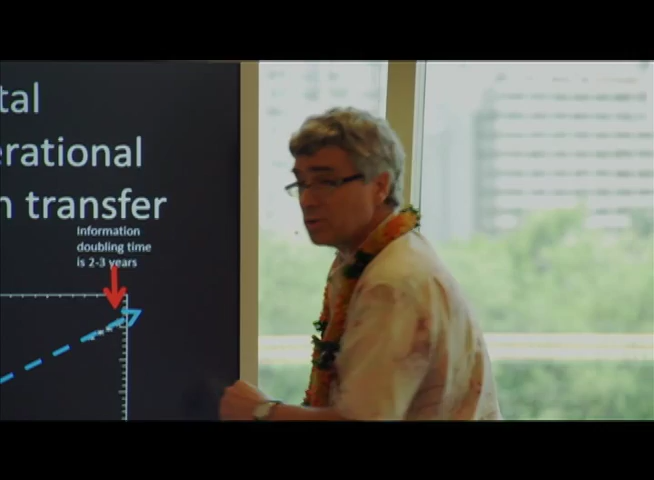 tal
erational
n transfer
Information
doubling time
is 2-3 years